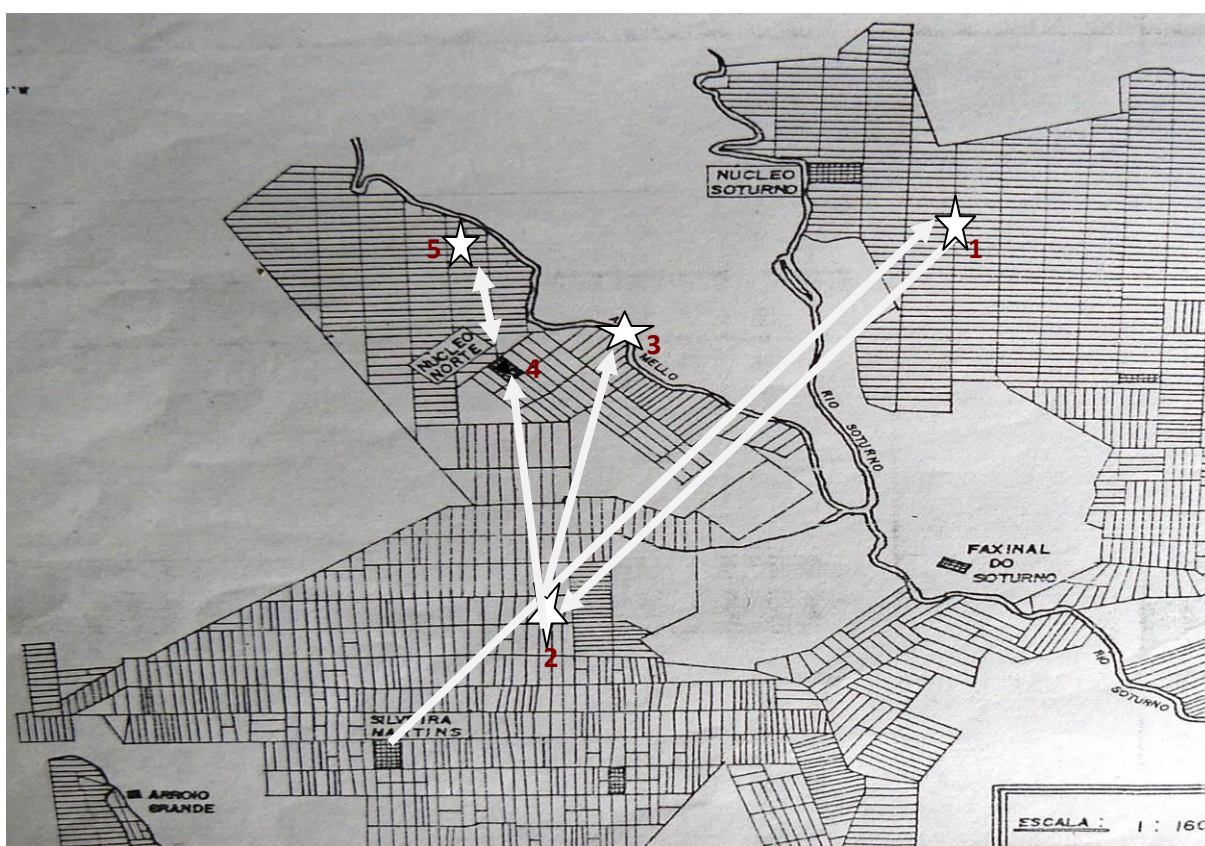 NUCLEO
SOTURNO
1
5
NUCLEO
NORTE
4
3
MELLO
RIO
SOTURNO
FAXINAL
DO
SOTURNO
2
RIO
SOTURNO
SILVEIRA
MARTINS
ARROIO
GRANDE
ESCALA : 1 : 160